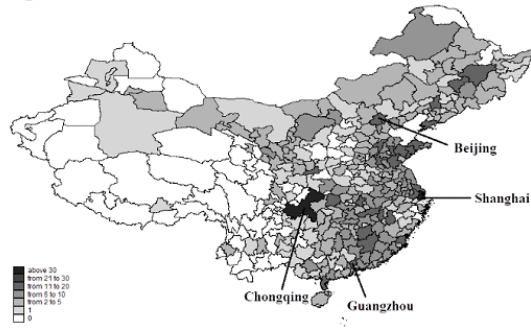 Beijing
Shanghai
Chongqing
Guangzhou
above 30
from 21 to 30
from 11 to 20
from 6 to 10
from 2 to 5
1
0